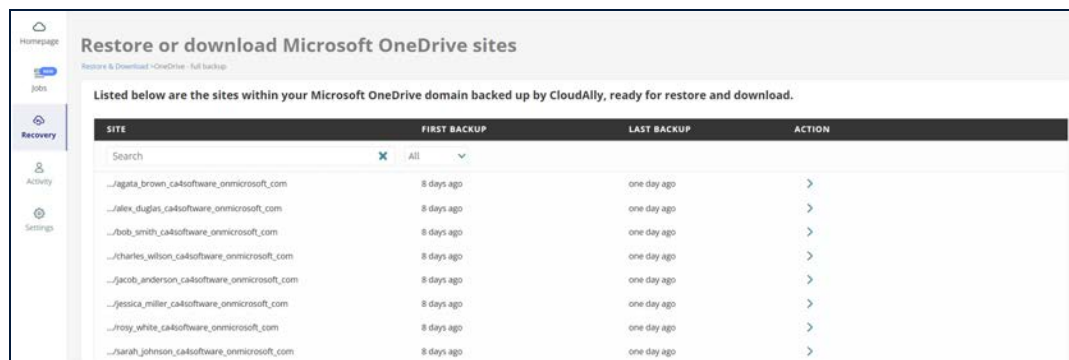 Homepage
Restore or download Microsoft OneDrive sites
Restore & Download >OneDrive - full backup
NEW
Jobs
Listed below are the sites within your Microsoft OneDrive domain backed up by CloudAlly, ready for restore and download.
Recovery
SITE FIRST BACKUP LAST BACKUP ACTION
Search All
Activity
.../agata_brown_ca4software_onmicrosoft_com 8 days ago one day ago
.../alex_duglas_ca4software_onmicrosoft_com 8 days ago one day ago
Settings
.../bob_smith_ca4software_onmicrosoft_com 8 days ago one day ago
.../charles_wilson_ca4software_onmicrosoft_com 8 days ago one day ago
.../jacob_anderson_ca4software_onmicrosoft_com 8 days ago one day ago
.../jessica_miller_ca4software_onmicrosoft_com 8 days ago one day ago
.../rosy_white_ca4software_onmicrosoft_com 8 days ago one day ago
.../sarah_johnson_ca4software_onmicrosoft_com 8 days ago one day ago